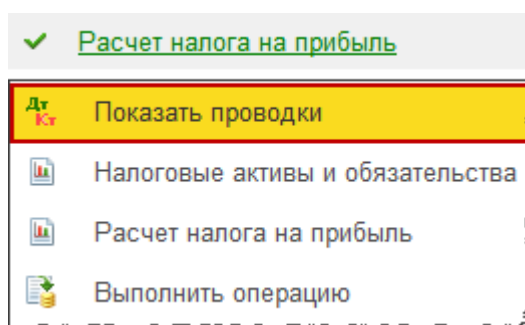 Расчет налога на прибыль
Дт Кт Показать проводки
Налоговые активы и обязательства
Расчет налога на прибыль
Выполнить операцию